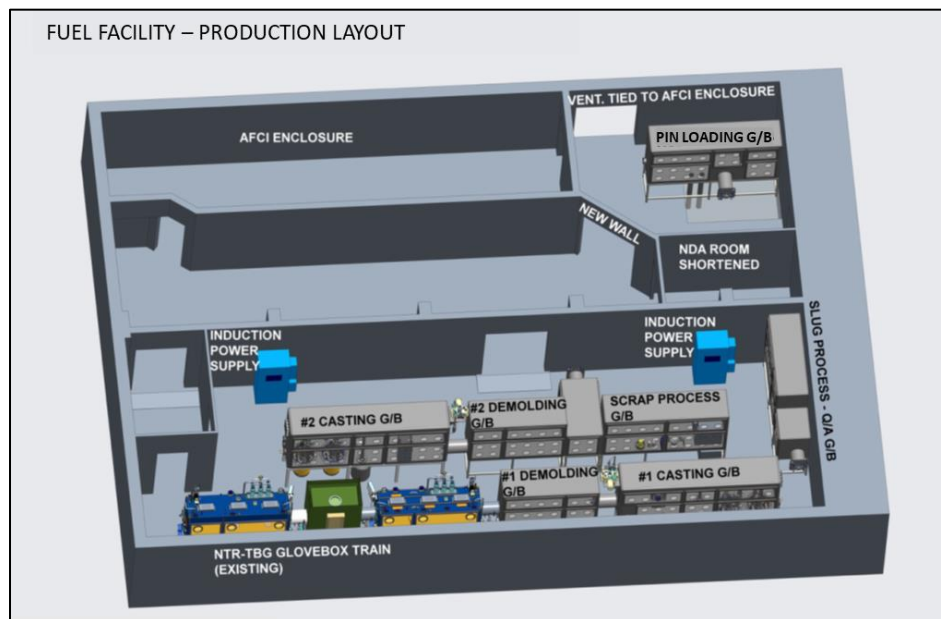 FUEL FACILITY – PRODUCTION LAYOUT
VENT. TIED TO AFCI ENCLOSURE
AFCI ENCLOSURE
PIN LOADING G/B
NEW WALL
NDA ROOM
SHORTENED
INDUCTION
POWER
SUPPLY
INDUCTION
POWER
SUPPLY
SLUG PROCESS - Q/A G/B
#2 CASTING G/B
#2 DEMOLDING
G/B
SCRAP PROCESS
G/B
#1 DEMOLDING
G/B
#1 CASTING G/B
NTR-TBG GLOVEBOX TRAIN
(EXISTING)